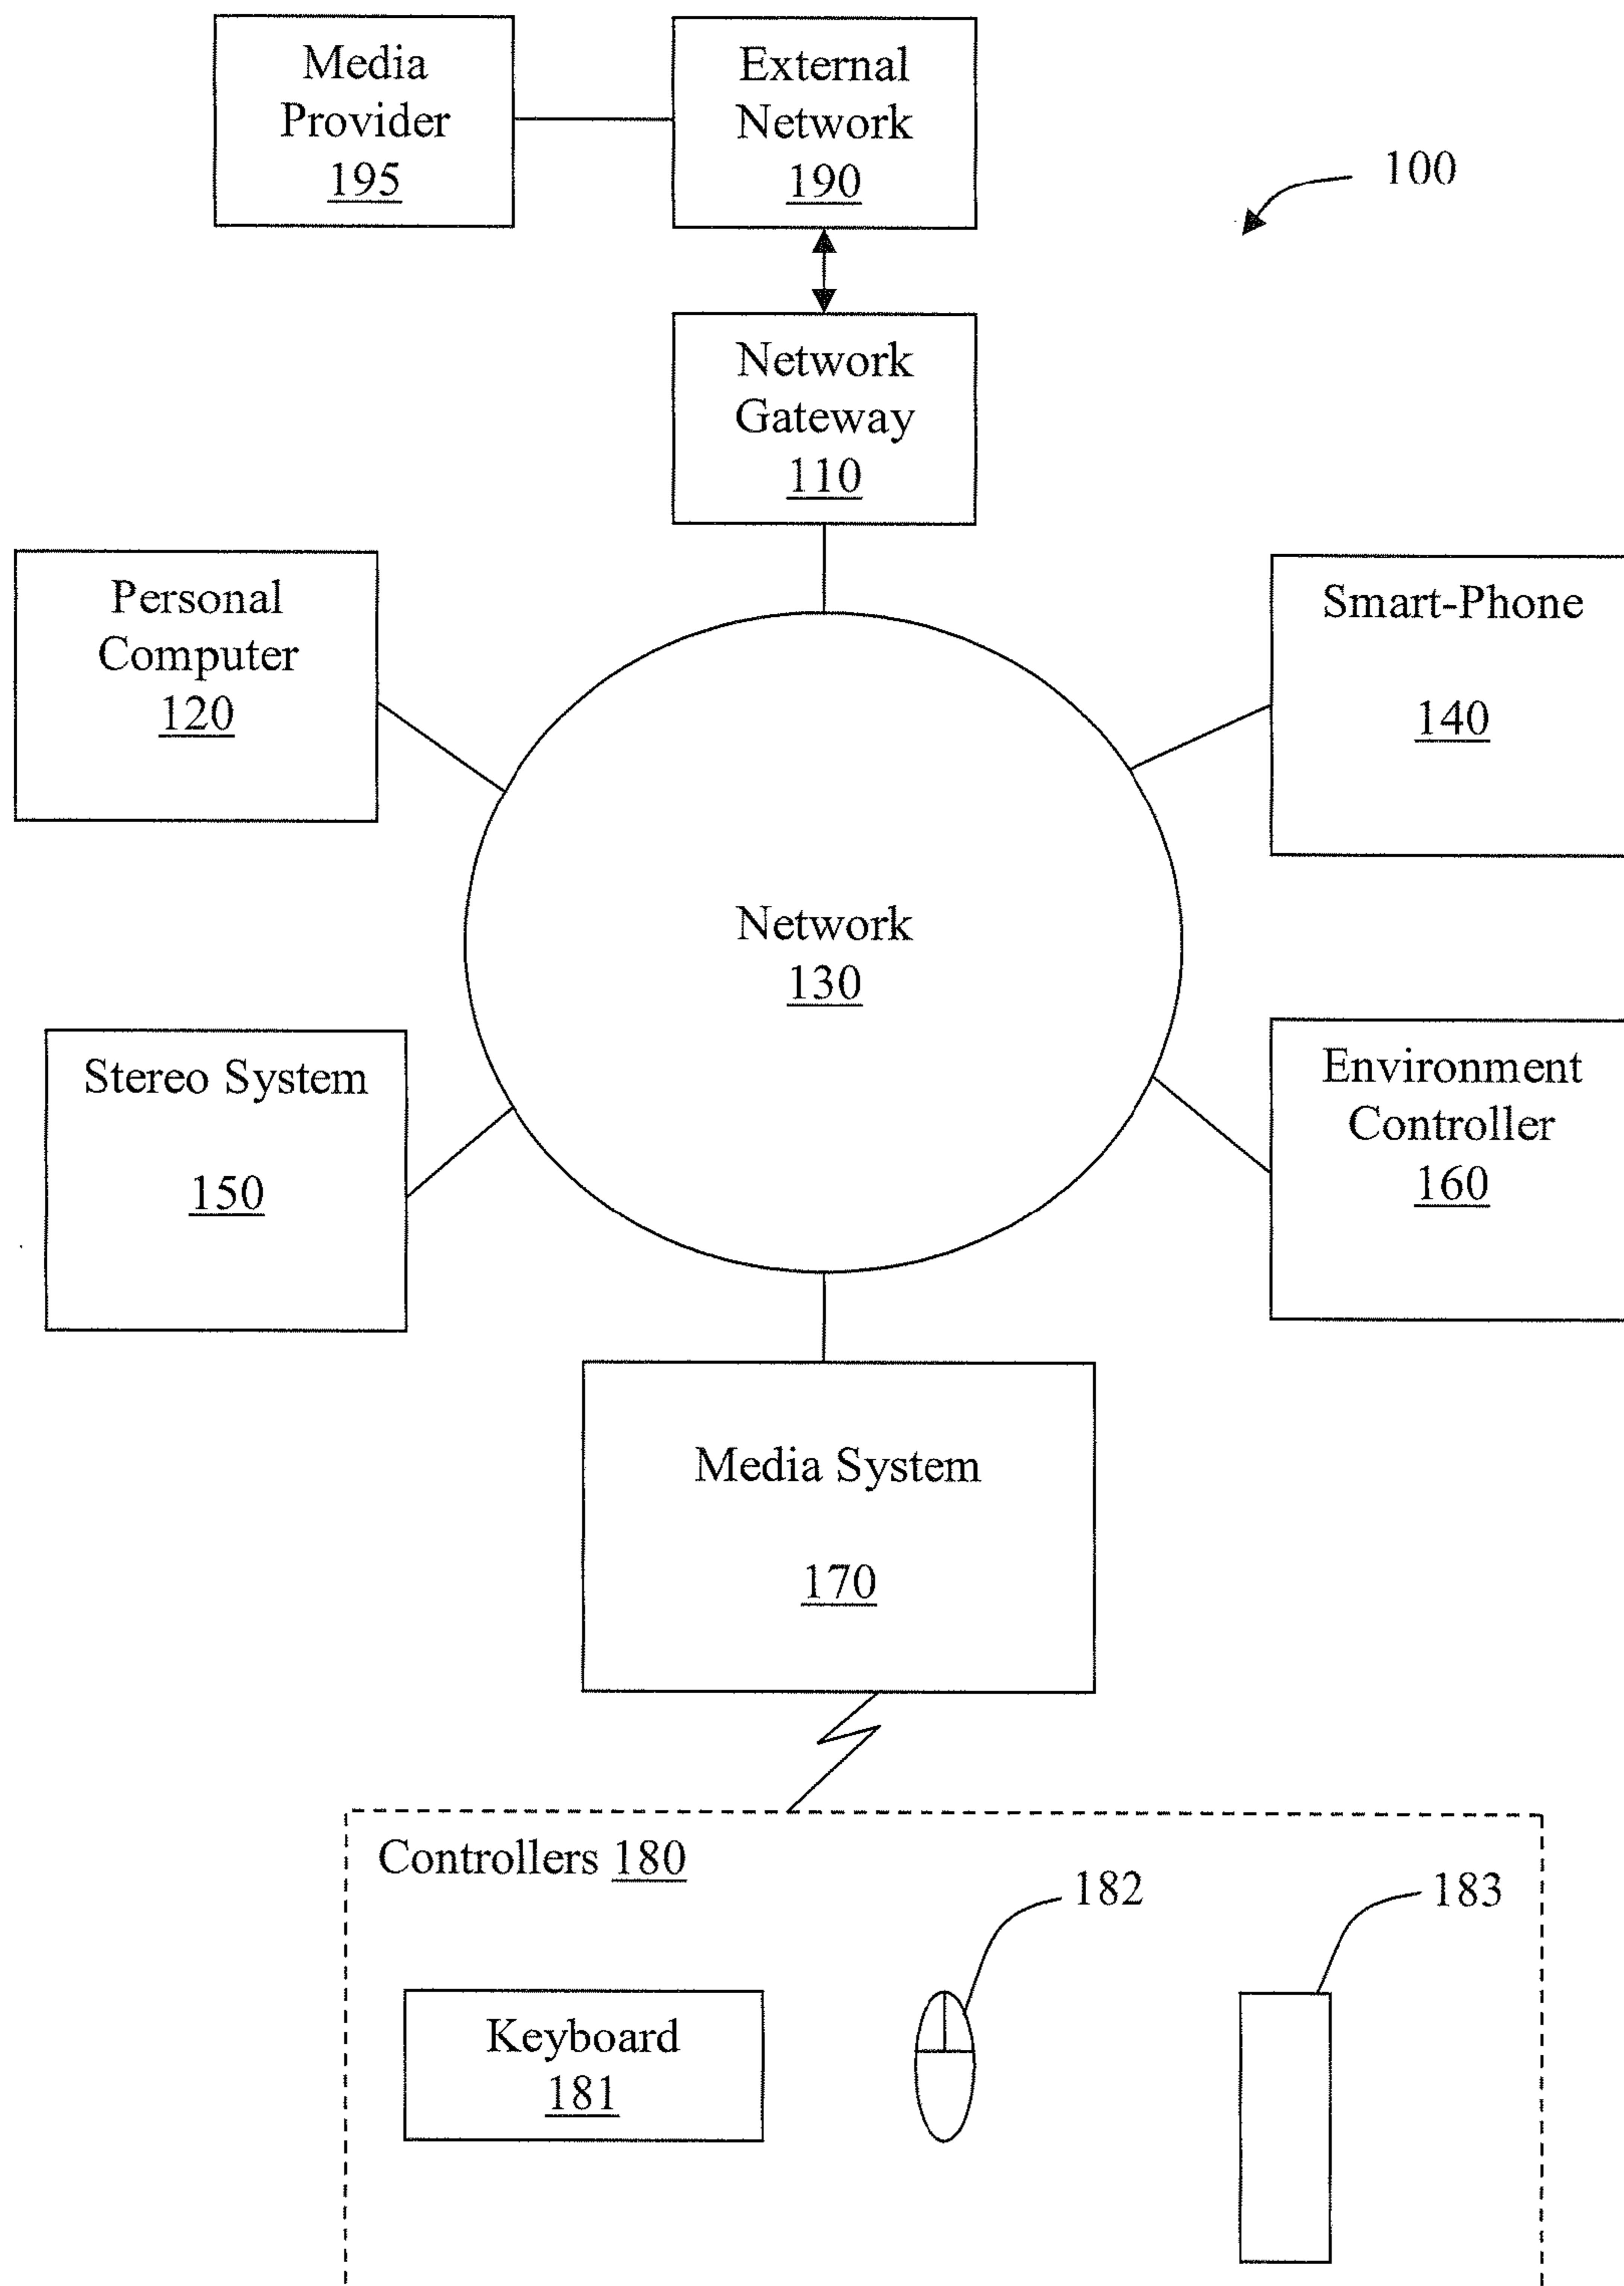 Media
Provider
195
External
Network
190
100
Network
Gateway
110
Personal
Computer
120
Smart-Phone
140
Network
130
Stereo System
150
Environment
Controller
160
Media System
170
Controllers 180
182
183
Keyboard
181